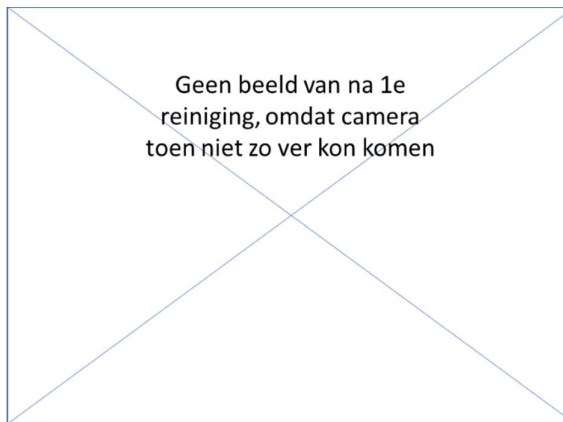 Geen beeld van na 1e
reiniging, omdat camera
toen niet zo ver kon komen